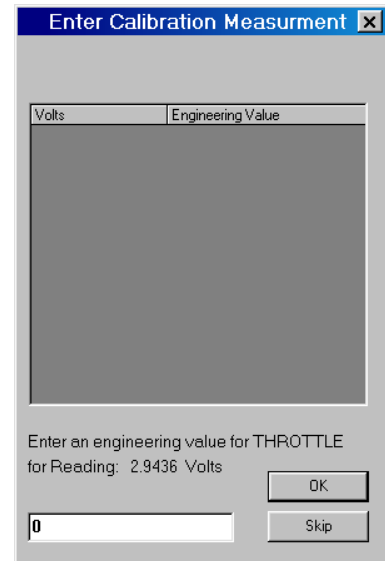 Enter Calibration Measurment
Volts Engineering Value
Enter an engineering value for THROTTLE
for Reading: 2.9436 Volts
OK
0
Skip